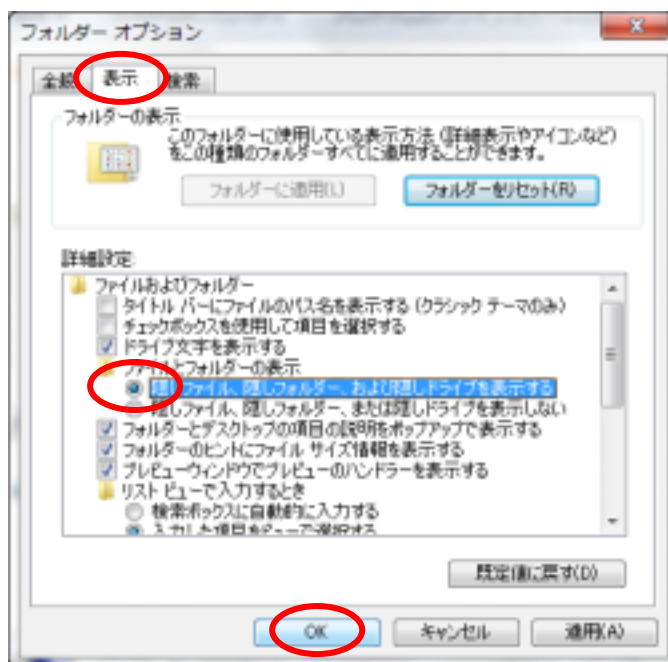 フォルダー オプション
全般 表示 検索
フォルダーの表示
このフォルダーに使用している表示方法 (詳細表示やアイコンなど)
をこの種類のフォルダーすべてに適用することができます。
フォルダーに適用(L) フォルダーをリセット(R)
詳細設定:
ファイルおよびフォルダー
タイトル バーにファイルのパス名を表示する (クラシック テーマのみ)
チェックボックスを使用して項目を選択する
ドライブ文字を表示する
ファイルとフォルダーの表示
隠しファイル、隠しフォルダー、および隠しドライブを表示する
隠しファイル、隠しフォルダー、または隠しドライブを表示しない
フォルダーとデスクトップの項目の説明をポップアップで表示する
フォルダーのヒントにファイル サイズ情報を表示する
プレビューウィンドウでプレビューのハンドラーを表示する
リスト ビューで入力するとき
検索ボックスに自動的に入力する
入力した項目をビューで選択する
既定値に戻す(D)
OK キャンセル 適用(A)